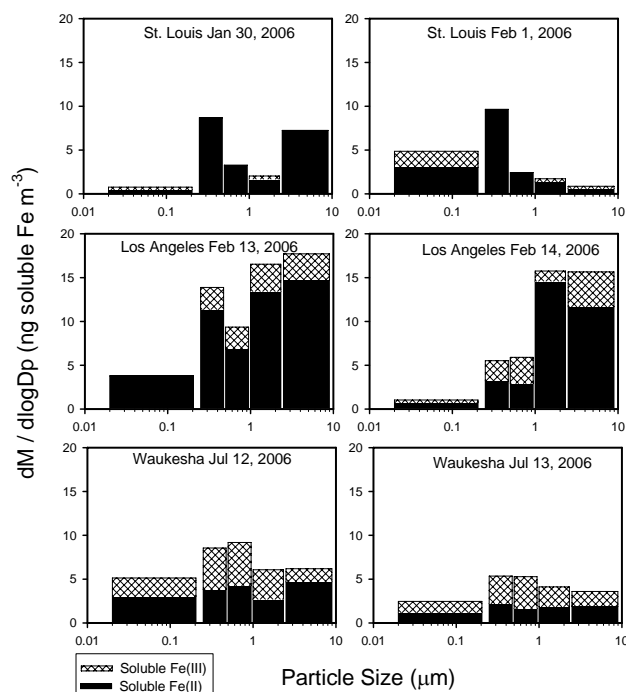 St. Louis Jan 30, 2006
St. Louis Feb 1, 2006
20
15
10
5
0
0.01 0.1 1 10
20
15
10
5
0
0.01 0.1 1 10
dM / dlogDp (ng soluble Fe m-3)
Los Angeles Feb 13, 2006
Los Angeles Feb 14, 2006
20
15
10
5
0
0.01 0.1 1 10
20
15
10
5
0
0.01 0.1 1 10
Waukesha Jul 12, 2006
Waukesha Jul 13, 2006
20
15
10
5
0
0.01 0.1 1 10
20
15
10
5
0
0.01 0.1 1 10
Soluble Fe(III)
Soluble Fe(II)
Particle Size (μm)